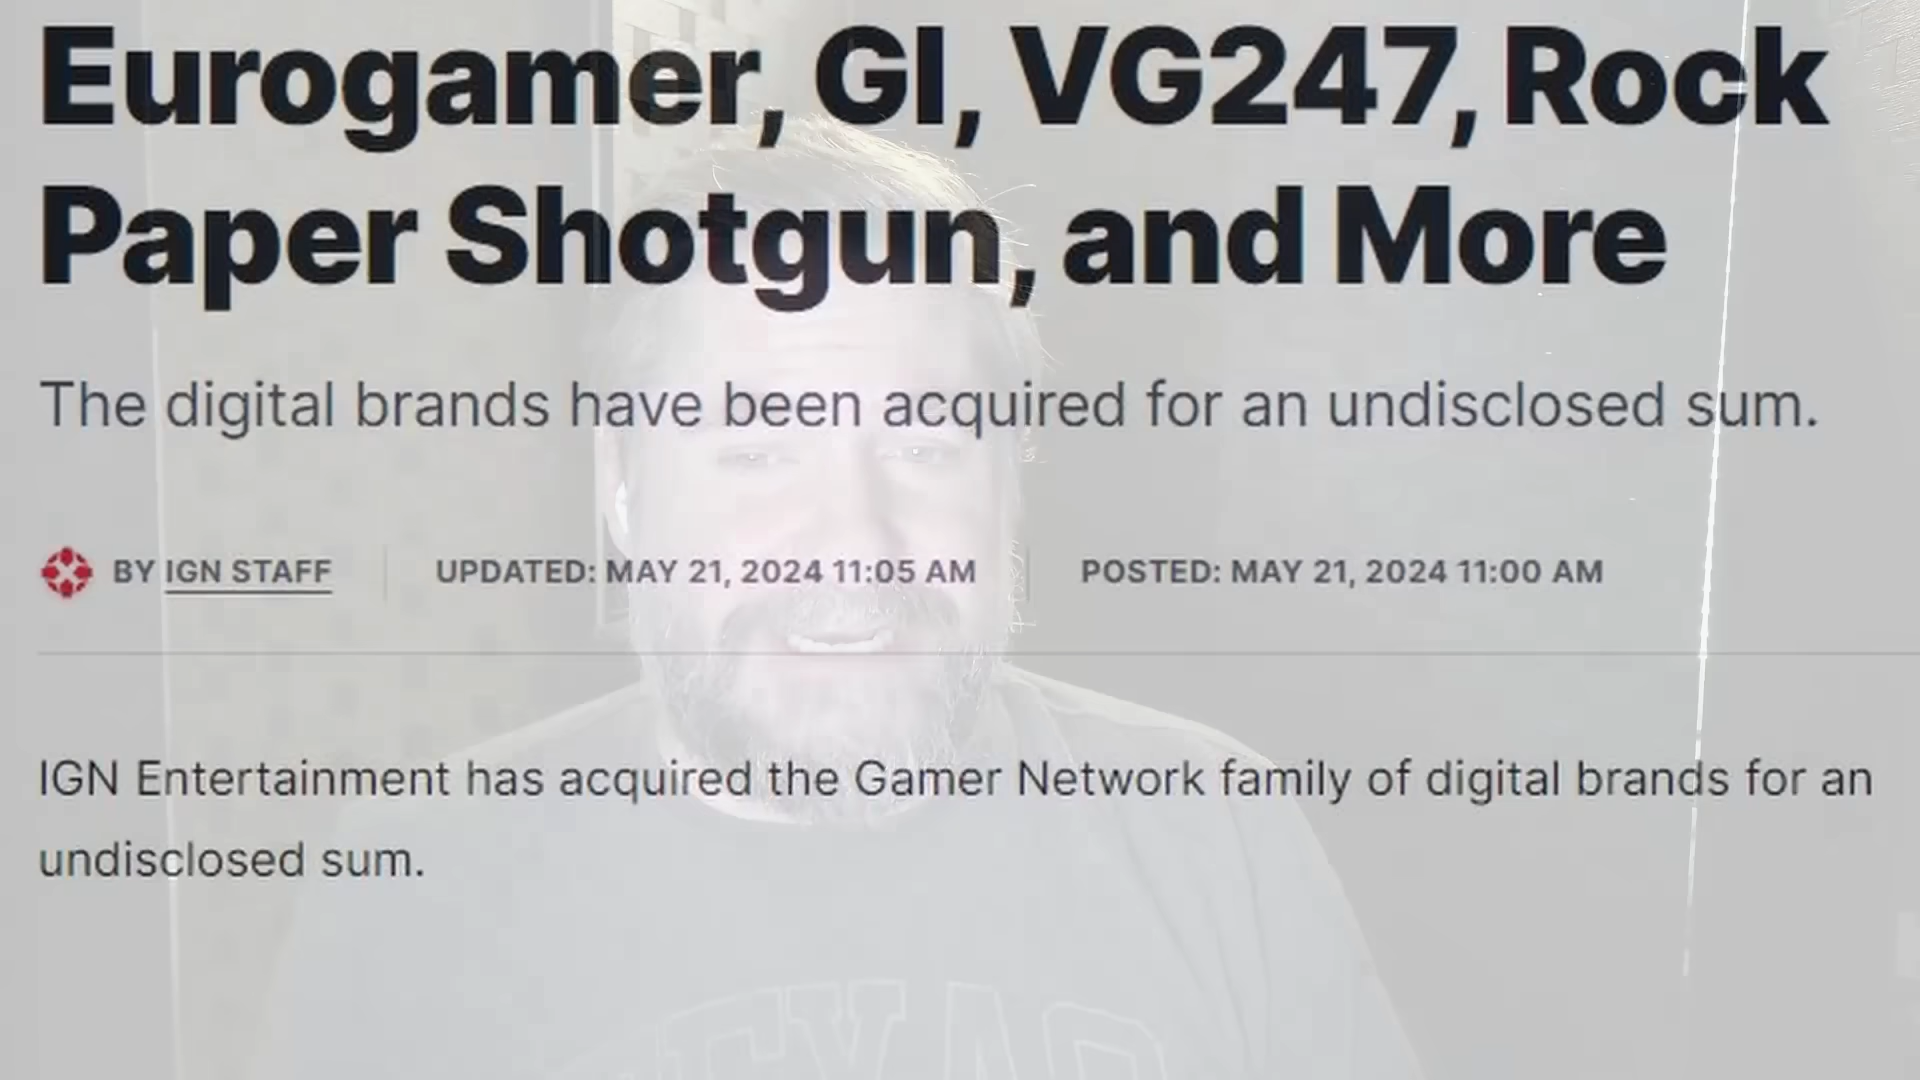 Eurogamer, GI, VG247, Rock
Paper Shotgun, and More
The digital brands have been acquired for an undisclosed sum.
BY IGN STAFF UPDATED: MAY 21, 2024 11:05 AM POSTED: MAY 21, 2024 11:00 AM
IGN Entertainment has acquired the Gamer Network family of digital brands for an
undisclosed sum.